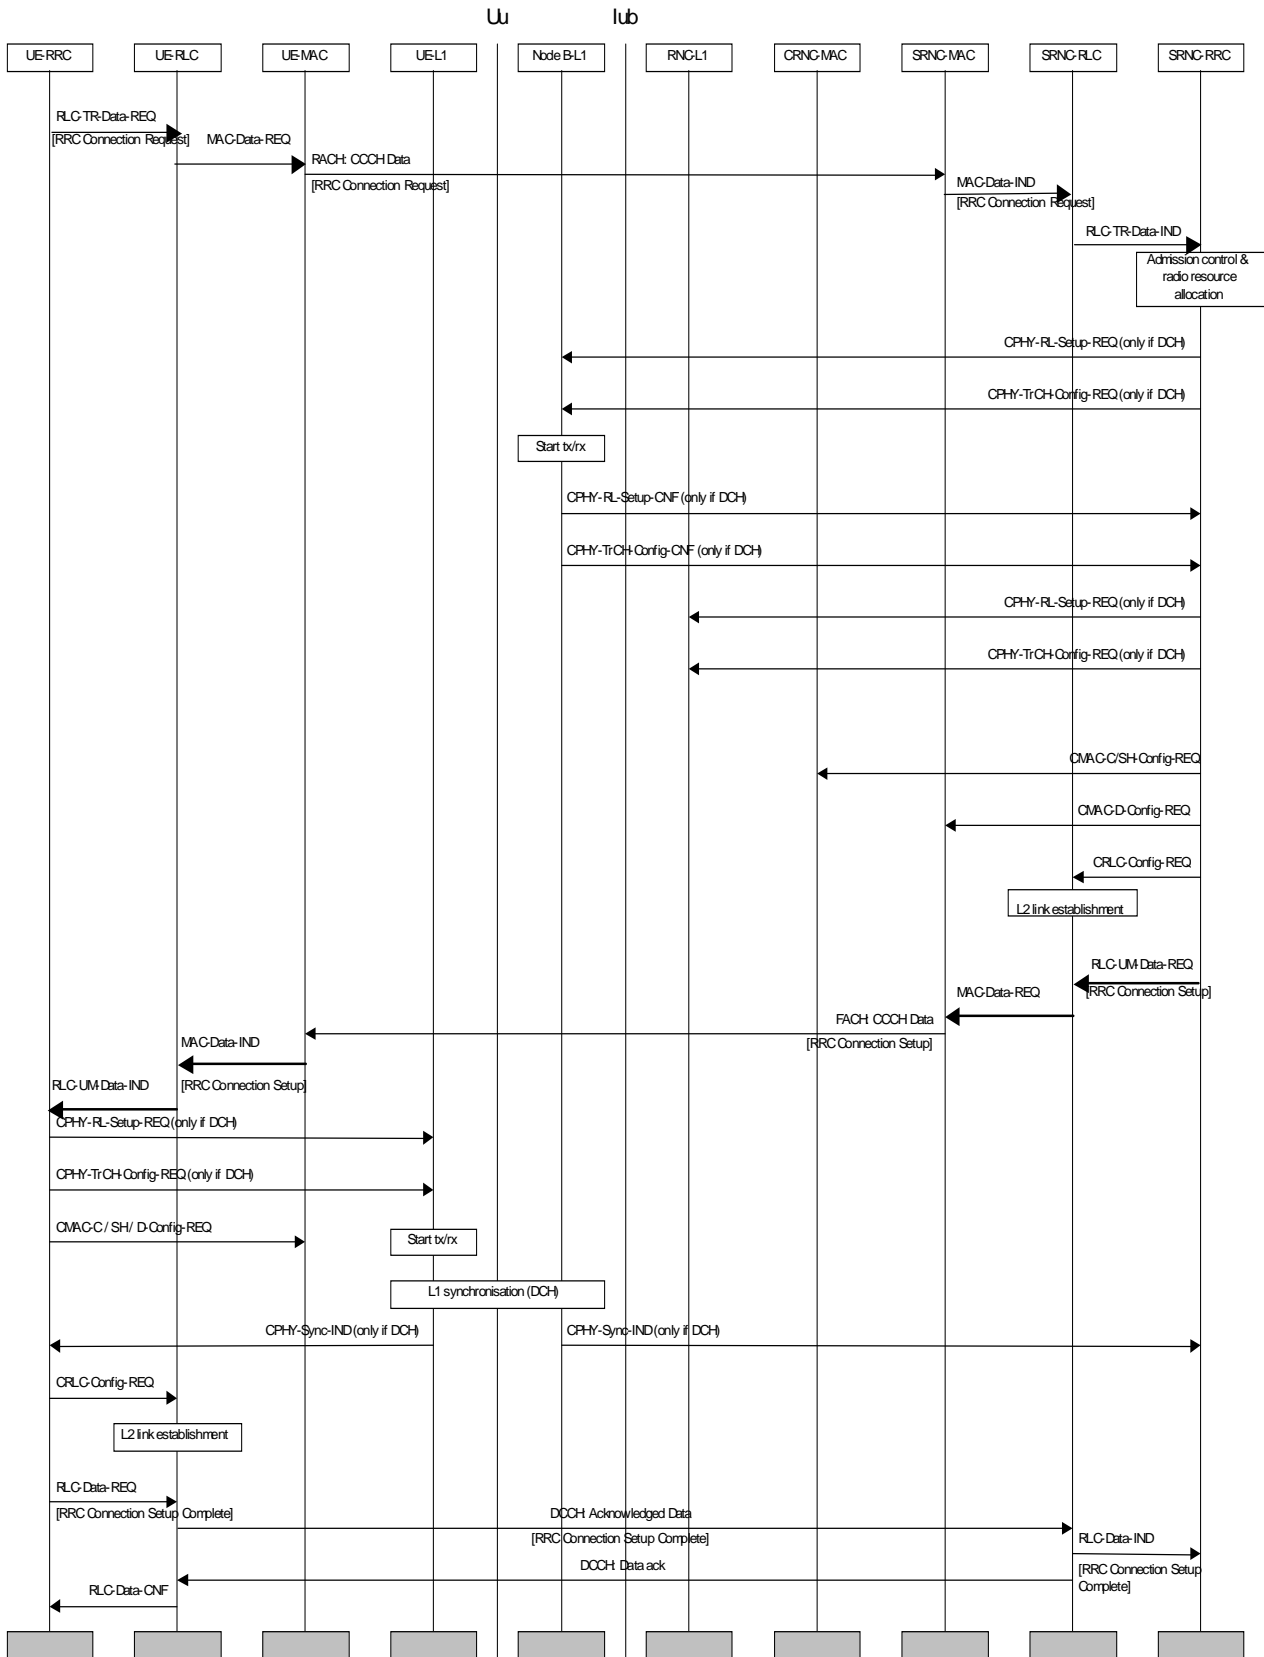 Uu Iub
UE-RRC UE-RLC UE-MAC UE-L1 Node B-L1 RNC-L1 CRNC-MAC SRNC-MAC SRNC-RLC SRNC-RRC
RLC-TR-Data-REQ
[RRC Connection Request] MAC-Data-REQ
RACH: CCCH Data
[RRC Connection Request]
MAC-Data-IND
[RRC Connection Request]
RLC-TR-Data-IND
Admission control &
radio resource
allocation
CPHY-RL-Setup-REQ (only if DCH)
CPHY-TrCH-Config-REQ (only if DCH)
Start tx/rx
CPHY-RL-Setup-CNF (only if DCH)
CPHY-TrCH-Config-CNF (only if DCH)
CPHY-RL-Setup-REQ (only if DCH)
CPHY-TrCH-Config-REQ (only if DCH)
CMAC-C/SH-Config-REQ
CMAC-D-Config-REQ
CRLC-Config-REQ
L2 link establishment
RLC-UM-Data-REQ
[RRC Connection Setup]
MAC-Data-REQ
FACH: CCCH Data
[RRC Connection Setup]
MAC-Data-IND
[RRC Connection Setup]
RLC-UM-Data-IND
CPHY-RL-Setup-REQ (only if DCH)
CPHY-TrCH-Config-REQ (only if DCH)
CMAC-C / SH / D-Config-REQ
Start tx/rx
L1 synchronisation (DCH)
CPHY-Sync-IND (only if DCH) CPHY-Sync-IND (only if DCH)
CRLC-Config-REQ
L2 link establishment
RLC-Data-REQ
[RRC Connection Setup Complete]
DCCH: Acknowledged Data
[RRC Connection Setup Complete]
RLC-Data-IND
[RRC Connection Setup
Complete]
DCCH: Data ack
RLC-Data-CNF